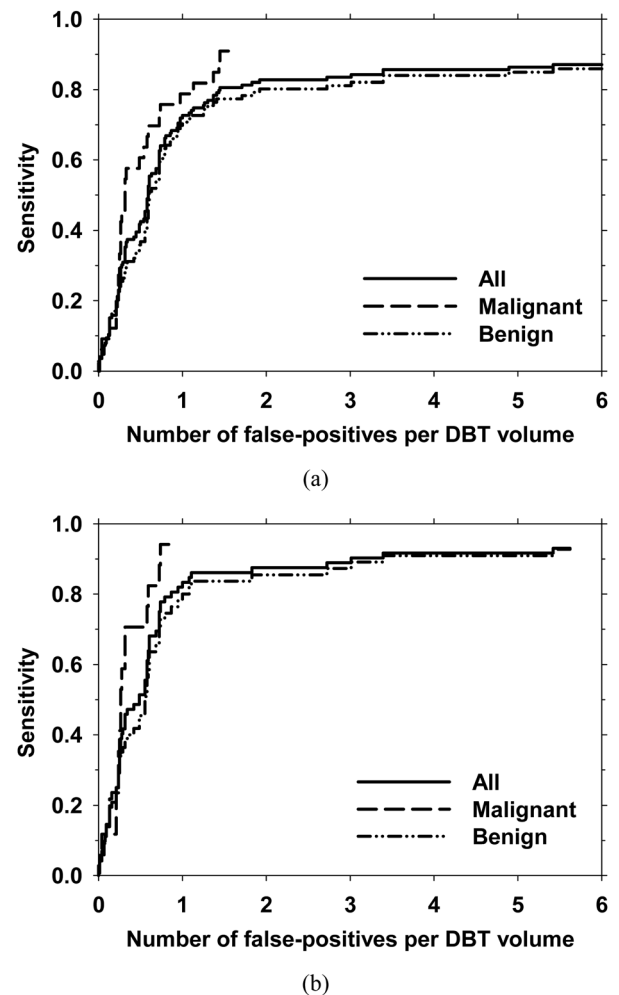 1.0
0.8
0.6
0.4
0.2
0.0
Sensitivity
All
Malignant
Benign
0 1 2 3 4 5 6
Number of false-positives per DBT volume
(a)
1.0
0.8
0.6
0.4
0.2
0.0
Sensitivity
All
Malignant
Benign
0 1 2 3 4 5 6
Number of false-positives per DBT volume
(b)